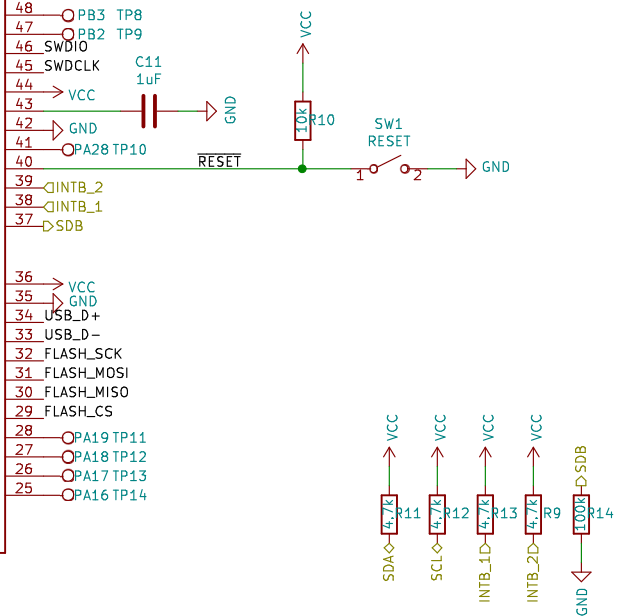 48 PB3 TP8
47 PB2 TP9
46 SWDIO
45 SWDCLK
44 VCC
43 C11 1uF GND
42 GND
41 PA28 TP10
40 RESET
VCC
10k R10
SW1
RESET
1 2 GND
39 INTB_2
38 INTB_1
37 SDB
36 VCC
35 GND
34 USB_D+
33 USB_D-
32 FLASH_SCK
31 FLASH_MOSI
30 FLASH_MISO
29 FLASH_CS
28 PA19 TP11
27 PA18 TP12
26 PA17 TP13
25 PA16 TP14
VCC VCC VCC VCC SDB
4.7k R11 4.7k R12 4.7k R13 4.7k R9 100k R14
SDA SCL INTB_1 INTB_2 GND